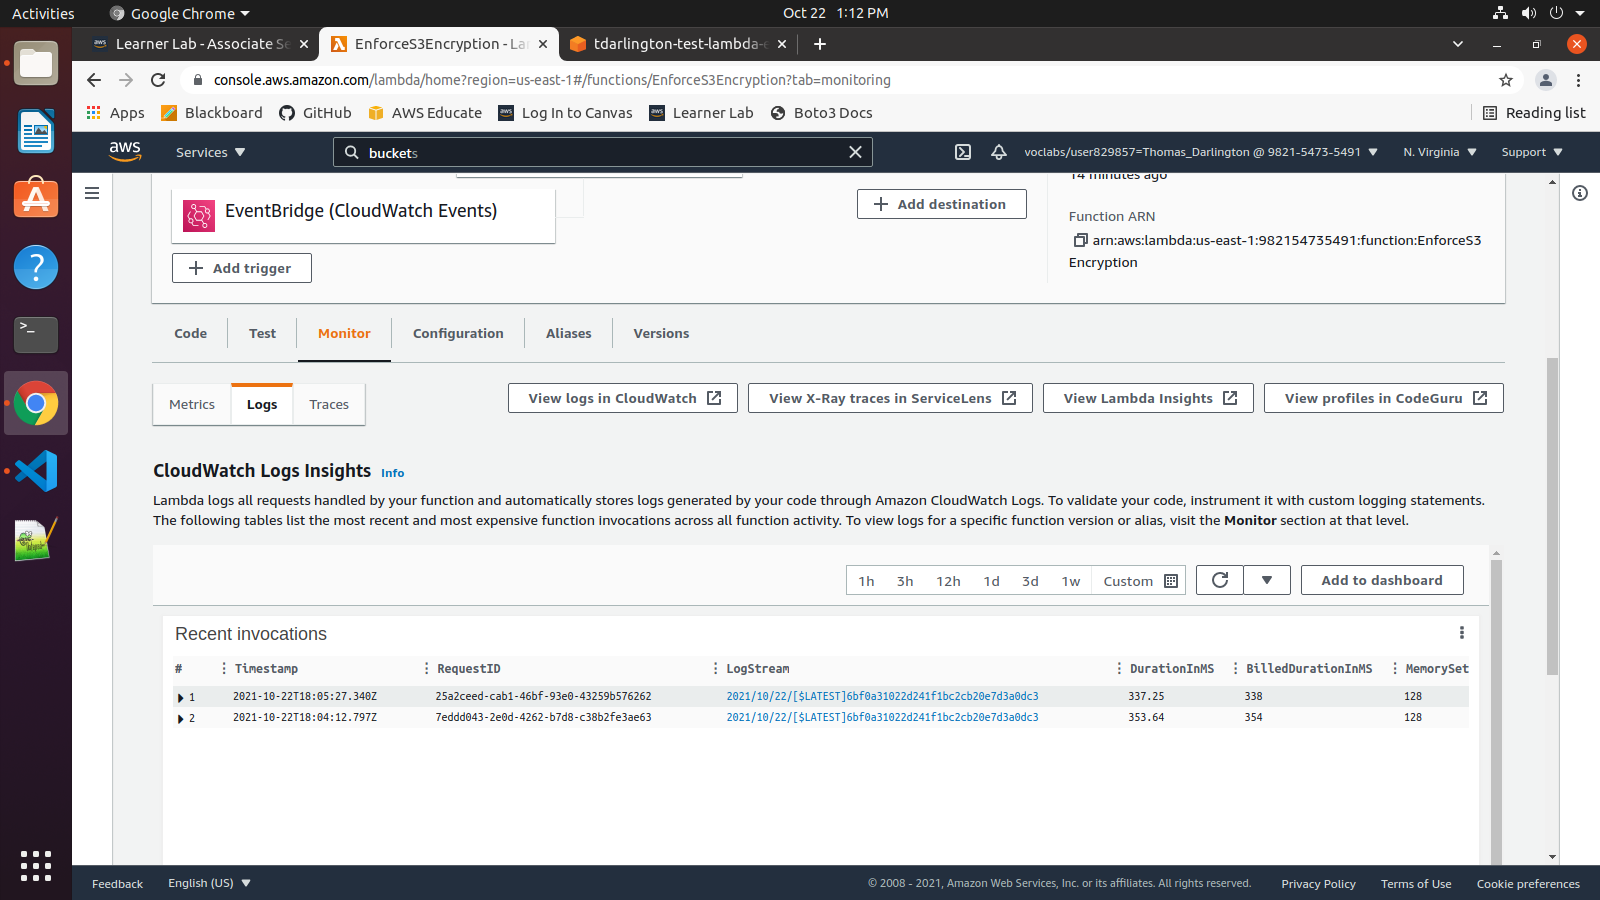 Activities Google Chrome Oct 22 1:12 PM
Learner Lab - Associate Se EnforceS3Encryption - La tdarlington-test-lambda-e
console.aws.amazon.com/lambda/home?region=us-east-1#/functions/EnforceS3Encryption?tab=monitoring
Apps Blackboard GitHub AWS Educate Log In to Canvas Learner Lab Boto3 Docs Reading list
aws Services buckets voclabs/user829857=Thomas_Darlington @ 9821-5473-5491 N. Virginia Support
14 minutes ago
EventBridge (CloudWatch Events) Add destination
Function ARN
arn:aws:lambda:us-east-1:982154735491:function:EnforceS3
Encryption
Add trigger
Code Test Monitor Configuration Aliases Versions
Metrics Logs Traces View logs in CloudWatch View X-Ray traces in ServiceLens View Lambda Insights View profiles in CodeGuru
CloudWatch Logs Insights Info
Lambda logs all requests handled by your function and automatically stores logs generated by your code through Amazon CloudWatch Logs. To validate your code, instrument it with custom logging statements.
The following tables list the most recent and most expensive function invocations across all function activity. To view logs for a specific function version or alias, visit the Monitor section at that level.
1h 3h 12h 1d 3d 1w Custom Add to dashboard
Recent invocations
# Timestamp RequestID LogStream DurationInMS BilledDurationInMS MemorySet
1 2021-10-22T18:05:27.340Z 25a2ceed-cab1-46bf-93e0-43259b576262 2021/10/22/[$LATEST]6bf0a31022d241f1bc2cb20e7d3a0dc3 337.25 338 128
2 2021-10-22T18:04:12.797Z 7eddd043-2e0d-4262-b7d8-c38b2fe3ae63 2021/10/22/[$LATEST]6bf0a31022d241f1bc2cb20e7d3a0dc3 353.64 354 128
Feedback English (US) © 2008 - 2021, Amazon Web Services, Inc. or its affiliates. All rights reserved. Privacy Policy Terms of Use Cookie preferences